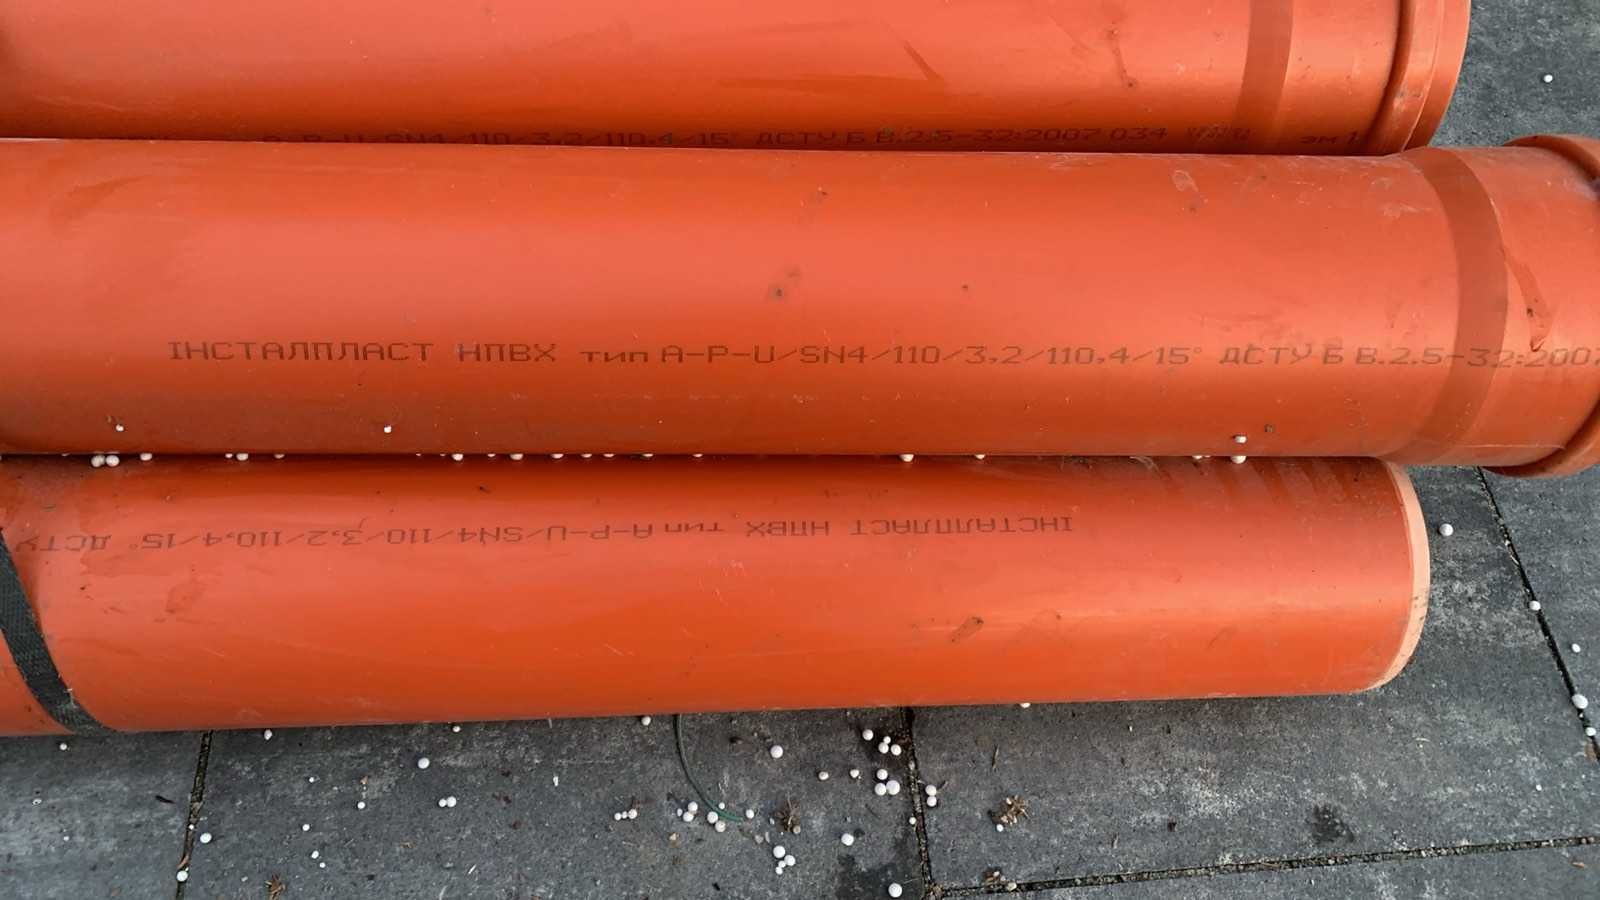 А-Р-U/SN4/110/3,2/110,4/15° ДСТУ Б В.2.5-32:2007 034 эм 1
ІНСТАЛПЛАСТ НПВХ тип А-Р-U/SN4/110/3,2/110,4/15° ДСТУ Б В.2.5-32:2007
ІНСТАЛПЛАСТ НПВХ тип А-Р-U/SN4/110/3,2/110,4/15° ДСТУ